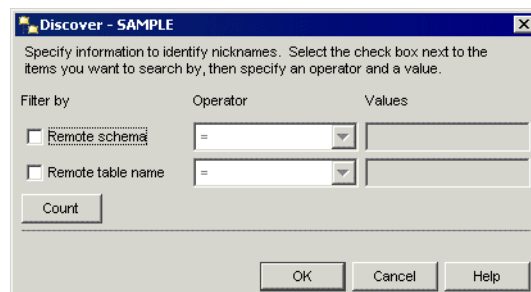 Discover - SAMPLE
Specify information to identify nicknames. Select the check box next to the
items you want to search by, then specify an operator and a value.
Filter by Operator Values
Remote schema =
Remote table name =
Count
OK Cancel Help